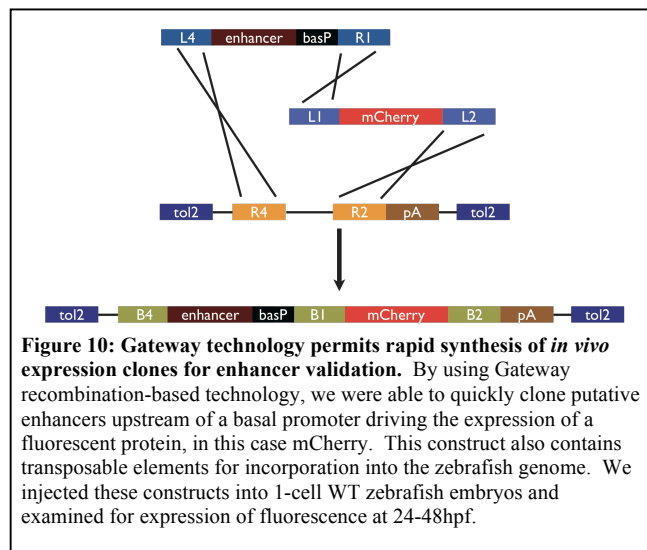 L4 enhancer basP R1
L1 mCherry L2
tol2 R4 R2 pA tol2
tol2 B4 enhancer basP B1 mCherry B2 pA tol2
Figure 10: Gateway technology permits rapid synthesis of in vivo
expression clones for enhancer validation. By using Gateway
recombination-based technology, we were able to quickly clone putative
enhancers upstream of a basal promoter driving the expression of a
fluorescent protein, in this case mCherry. This construct also contains
transposable elements for incorporation into the zebrafish genome. We
injected these constructs into 1-cell WT zebrafish embryos and
examined for expression of fluorescence at 24-48hpf.